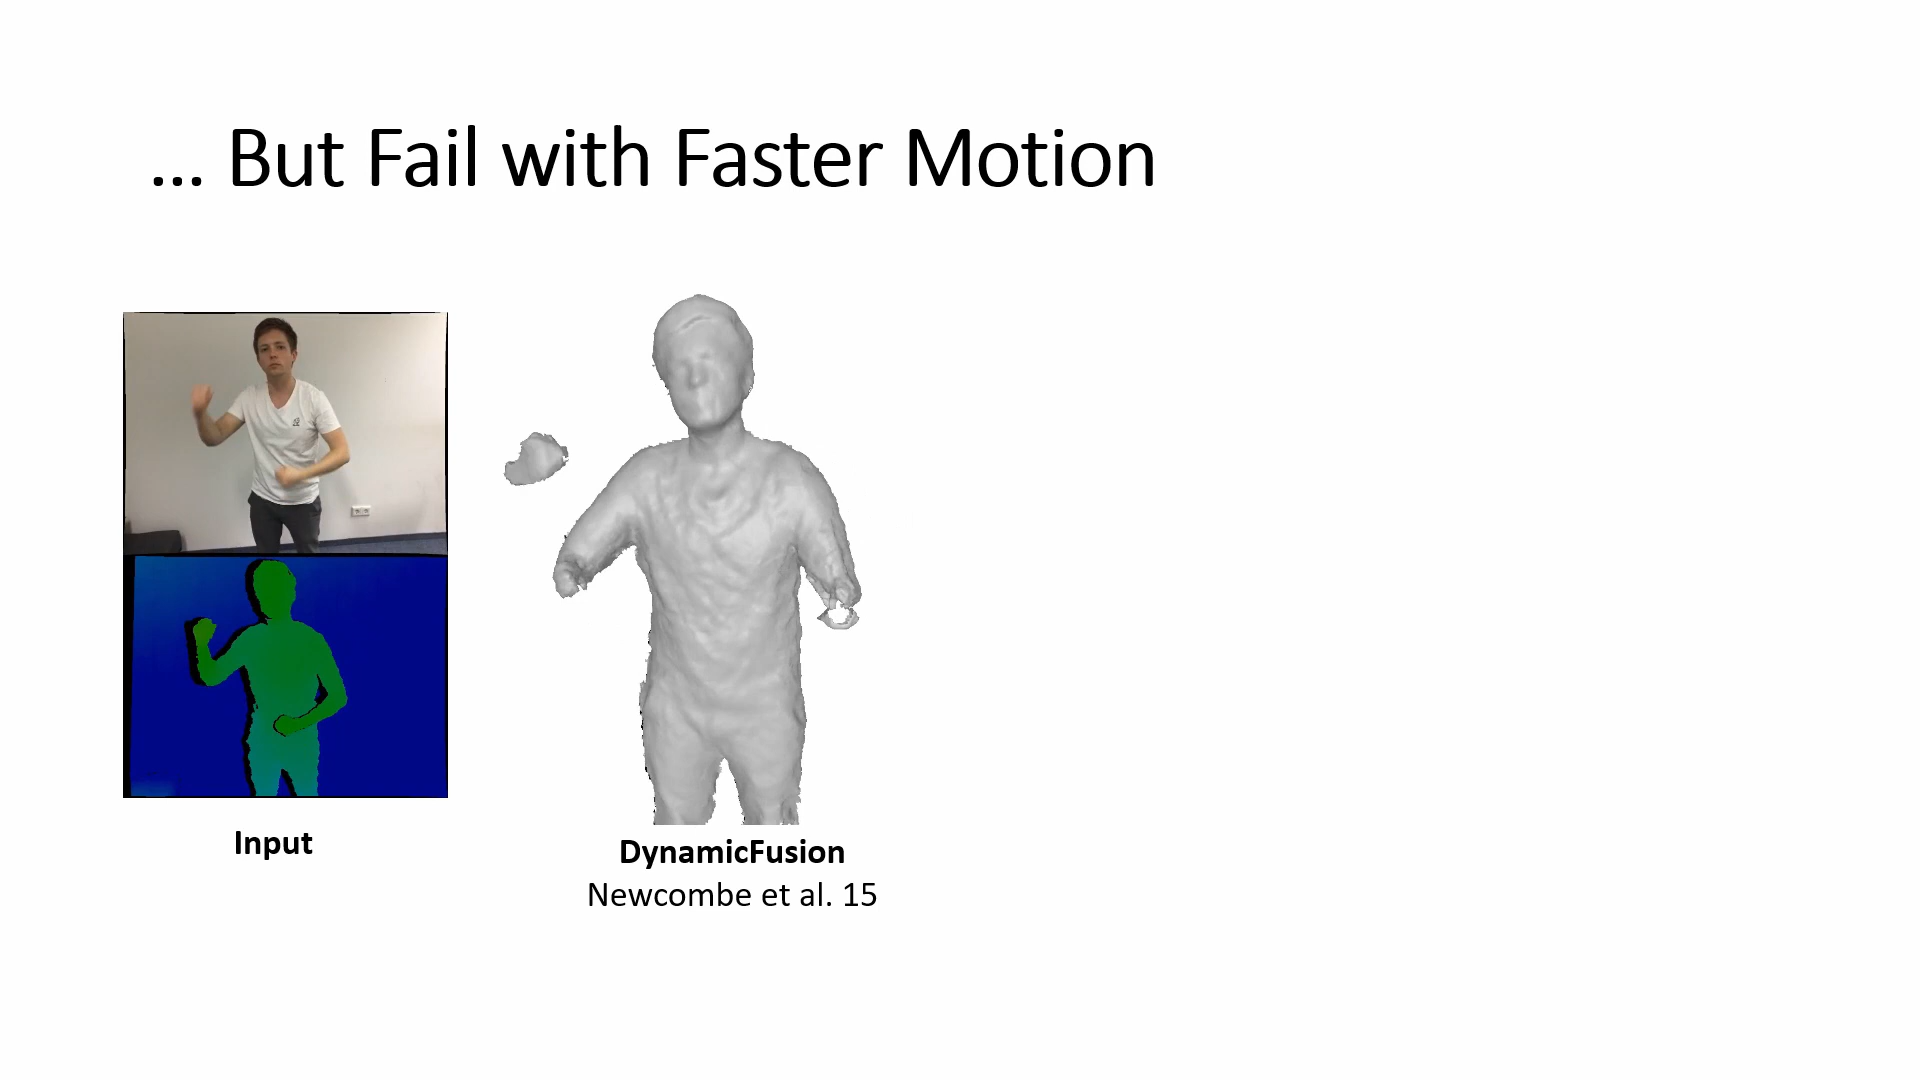 ... But Fail with Faster Motion
Input
DynamicFusion
Newcombe et al. 15